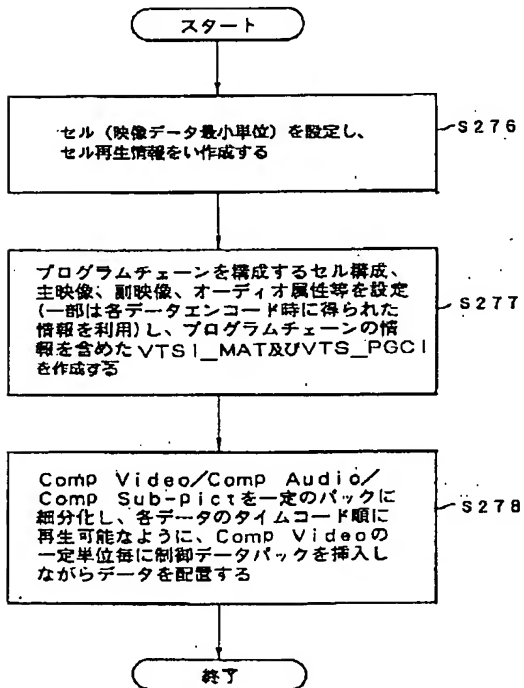 スタート
セル（映像データ最小単位）を設定し、
セル再生情報をい作成する
S276
プログラムチェーンを構成するセル構成、
主映像、副映像、オーディオ属性等を設定
(一部は各データエンコード時に得られた
情報を利用)し、プログラムチェーンの情
報を含めたVTSI_MAT及びVTS_PGCI
を作成する
S277
Comp Video/Comp Audio/
Comp Sub-pictを一定のパックに
細分化し、各データのタイムコード順に
再生可能なように、Comp Videoの
一定単位毎に制御データパックを挿入し
ながらデータを配置する
S278
終了